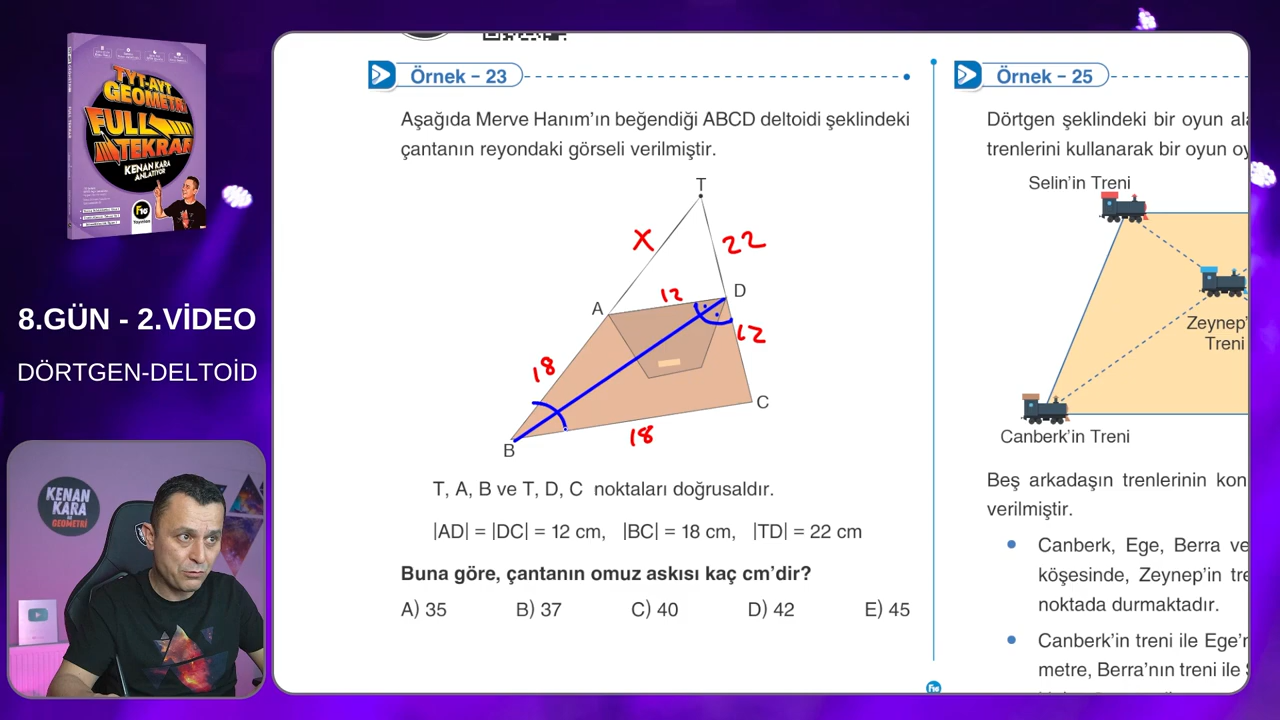 TYT-AYT
GEOMETRİ
FULL
TEKRAR
KENAN KARA
ANLATIYOR
8.GÜN - 2.VİDEO
DÖRTGEN-DELTOİD
KENAN
KARA
GEOMETRİ
Örnek – 23
Aşağıda Merve Hanım’ın beğendiği ABCD deltoidi şeklindeki
çantanın reyondaki görseli verilmiştir.
T
X
22
A
12
D
12
18
C
18
B
T, A, B ve T, D, C noktaları doğrusaldır.
|AD| = |DC| = 12 cm, |BC| = 18 cm, |TD| = 22 cm
Buna göre, çantanın omuz askısı kaç cm’dir?
A) 35 B) 37 C) 40 D) 42 E) 45
Örnek – 25
Dörtgen şeklindeki bir oyun al
trenlerini kullanarak bir oyun oy
Selin’in Treni
Zeynep’
Treni
Canberk’in Treni
Beş arkadaşın trenlerinin kon
verilmiştir.
• Canberk, Ege, Berra ve
köşesinde, Zeynep’in tre
noktada durmaktadır.
• Canberk’in treni ile Ege’
metre, Berra’nın treni ile